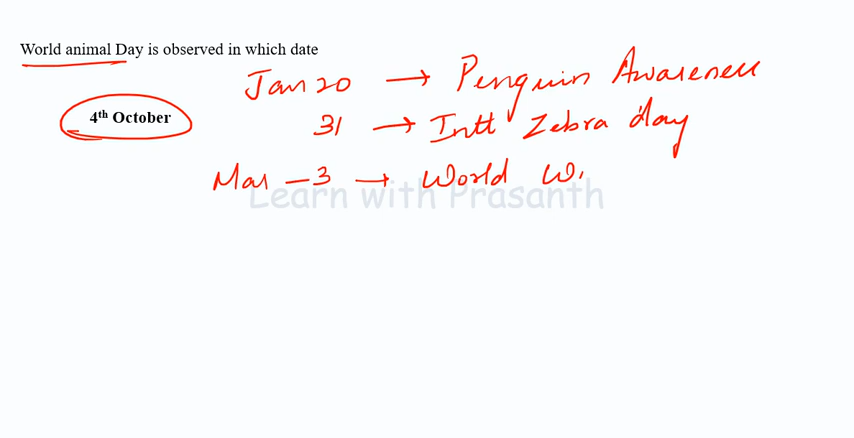 World animal Day is observed in which date
Jan 20 → Penguin Awareness
4th October
31 → Intl Zebra day
Mar - 3 → World W
Learn with Prasanth